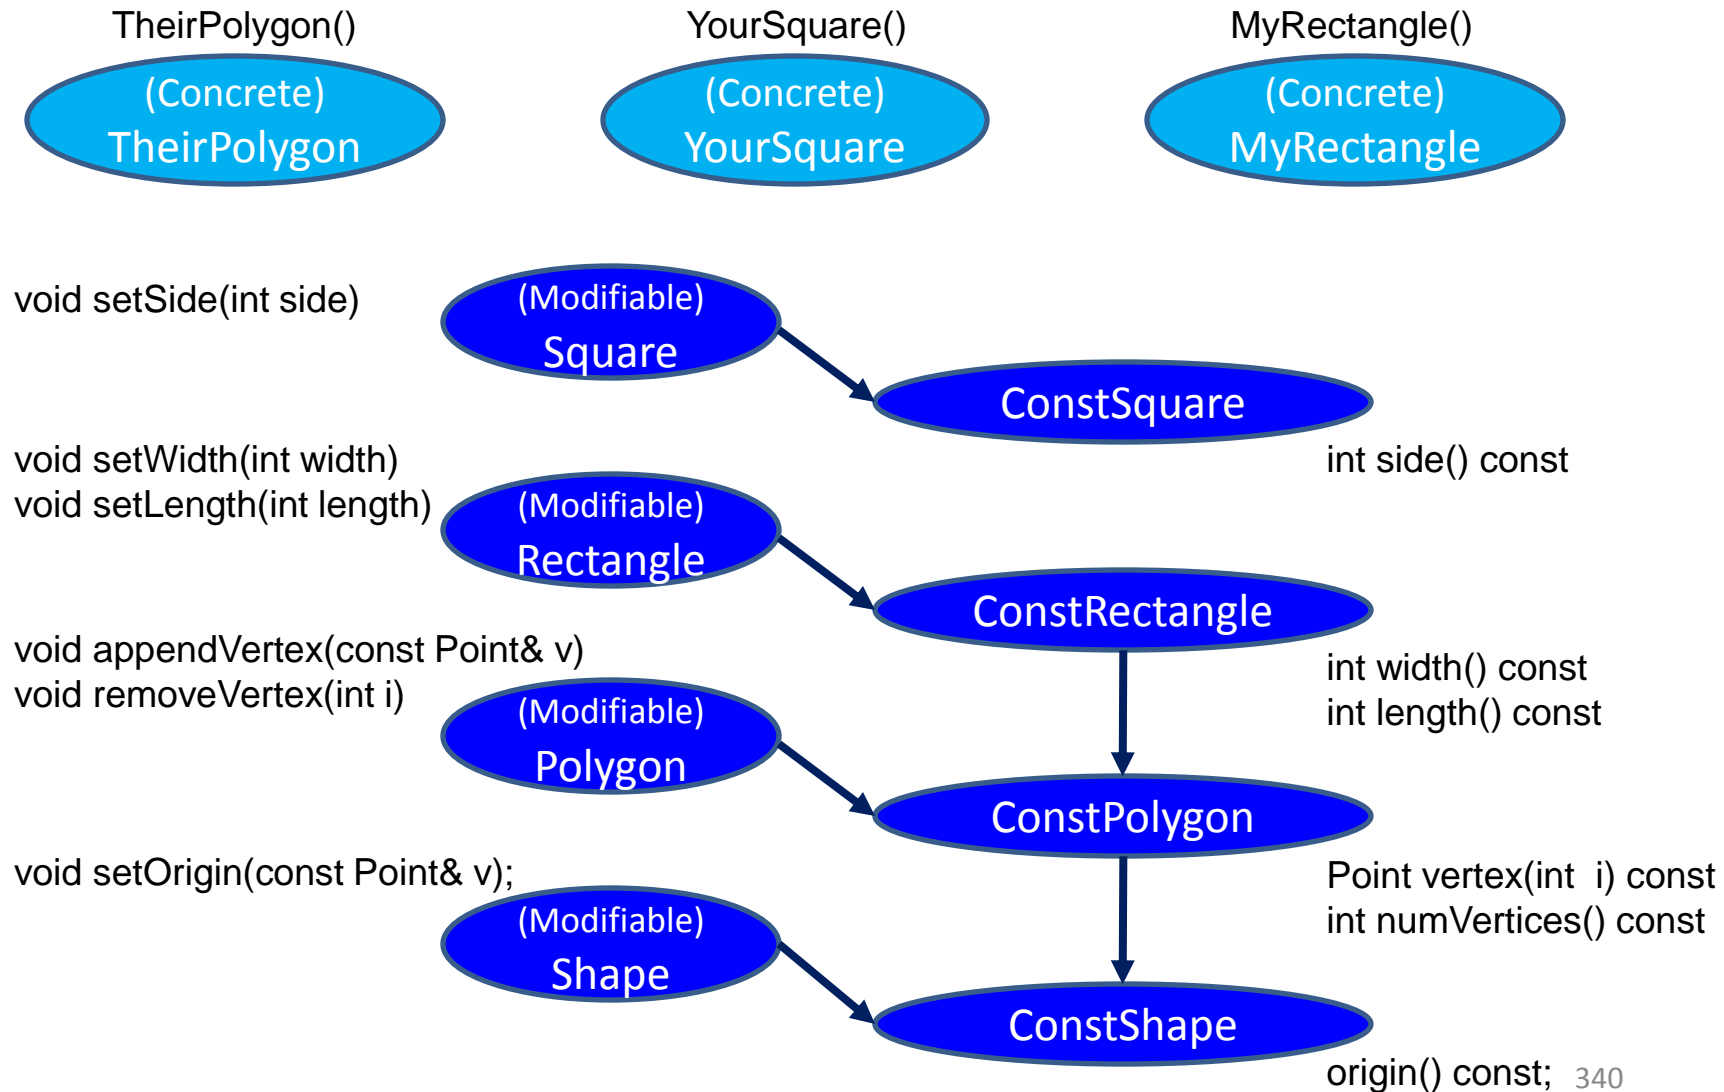 TheirPolygon()
YourSquare()
MyRectangle()
(Concrete)
TheirPolygon
(Concrete)
YourSquare
(Concrete)
MyRectangle
void setSide(int side)
(Modifiable)
Square
ConstSquare
int side() const
void setWidth(int width)
void setLength(int length)
(Modifiable)
Rectangle
ConstRectangle
int width() const
int length() const
void appendVertex(const Point& v)
void removeVertex(int i)
(Modifiable)
Polygon
ConstPolygon
Point vertex(int i) const
int numVertices() const
void setOrigin(const Point& v);
(Modifiable)
Shape
ConstShape
origin() const;
340